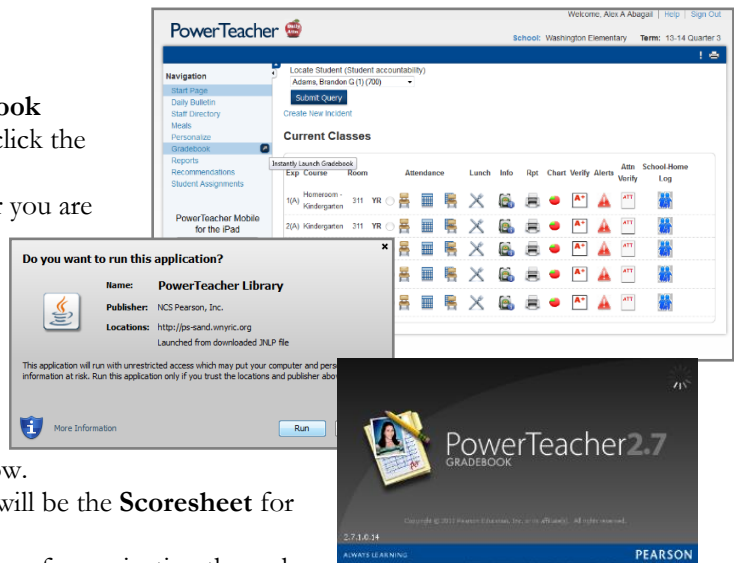 Welcome, Alex A Abagail | Help | Sign Out
PowerTeacher
School: Washington Elementary Term: 13-14 Quarter 3
Navigation
Start Page
Daily Bulletin
Staff Directory
Meals
Personalize
Gradebook
Reports
Recommendations
Student Assignments
PowerTeacher Mobile
for the iPad
Locate Student (Student accountability)
Adams, Brandon G (1) (700)
Submit Query
Create New Incident
Current Classes
Instantly Launch Gradebook
Exp Course Room Attendance Lunch Info Rpt Chart Verify Alerts Attn Verify School-Home Log
1(A) Homeroom - Kindergarten 311 YR
2(A) Kindergarten 311 YR
ook
click the
you are
Do you want to run this application?
Name: PowerTeacher Library
Publisher: NCS Pearson, Inc.
Locations: http://ps-sand.wnyric.org
Launched from downloaded JNLP file
This application will run with unrestricted access which may put your computer and
information at risk. Run this application only if you trust the locations and publisher
More Information
Run
ow.
will be the Scoresheet for
PowerTeacher2.7
GRADEBOOK
2.7.1.0.14
ALWAYS LEARNING
PEARSON